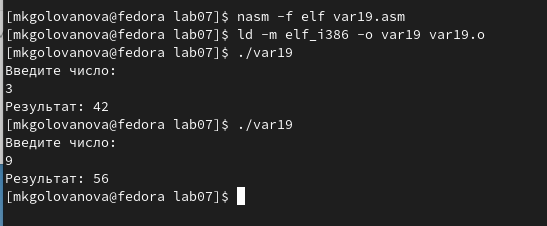 [mkgolovanova@fedora lab07]$ nasm -f elf var19.asm
[mkgolovanova@fedora lab07]$ ld -m elf_i386 -o var19 var19.o
[mkgolovanova@fedora lab07]$ ./var19
Введите число:
3
Результат: 42
[mkgolovanova@fedora lab07]$ ./var19
Введите число:
9
Результат: 56
[mkgolovanova@fedora lab07]$